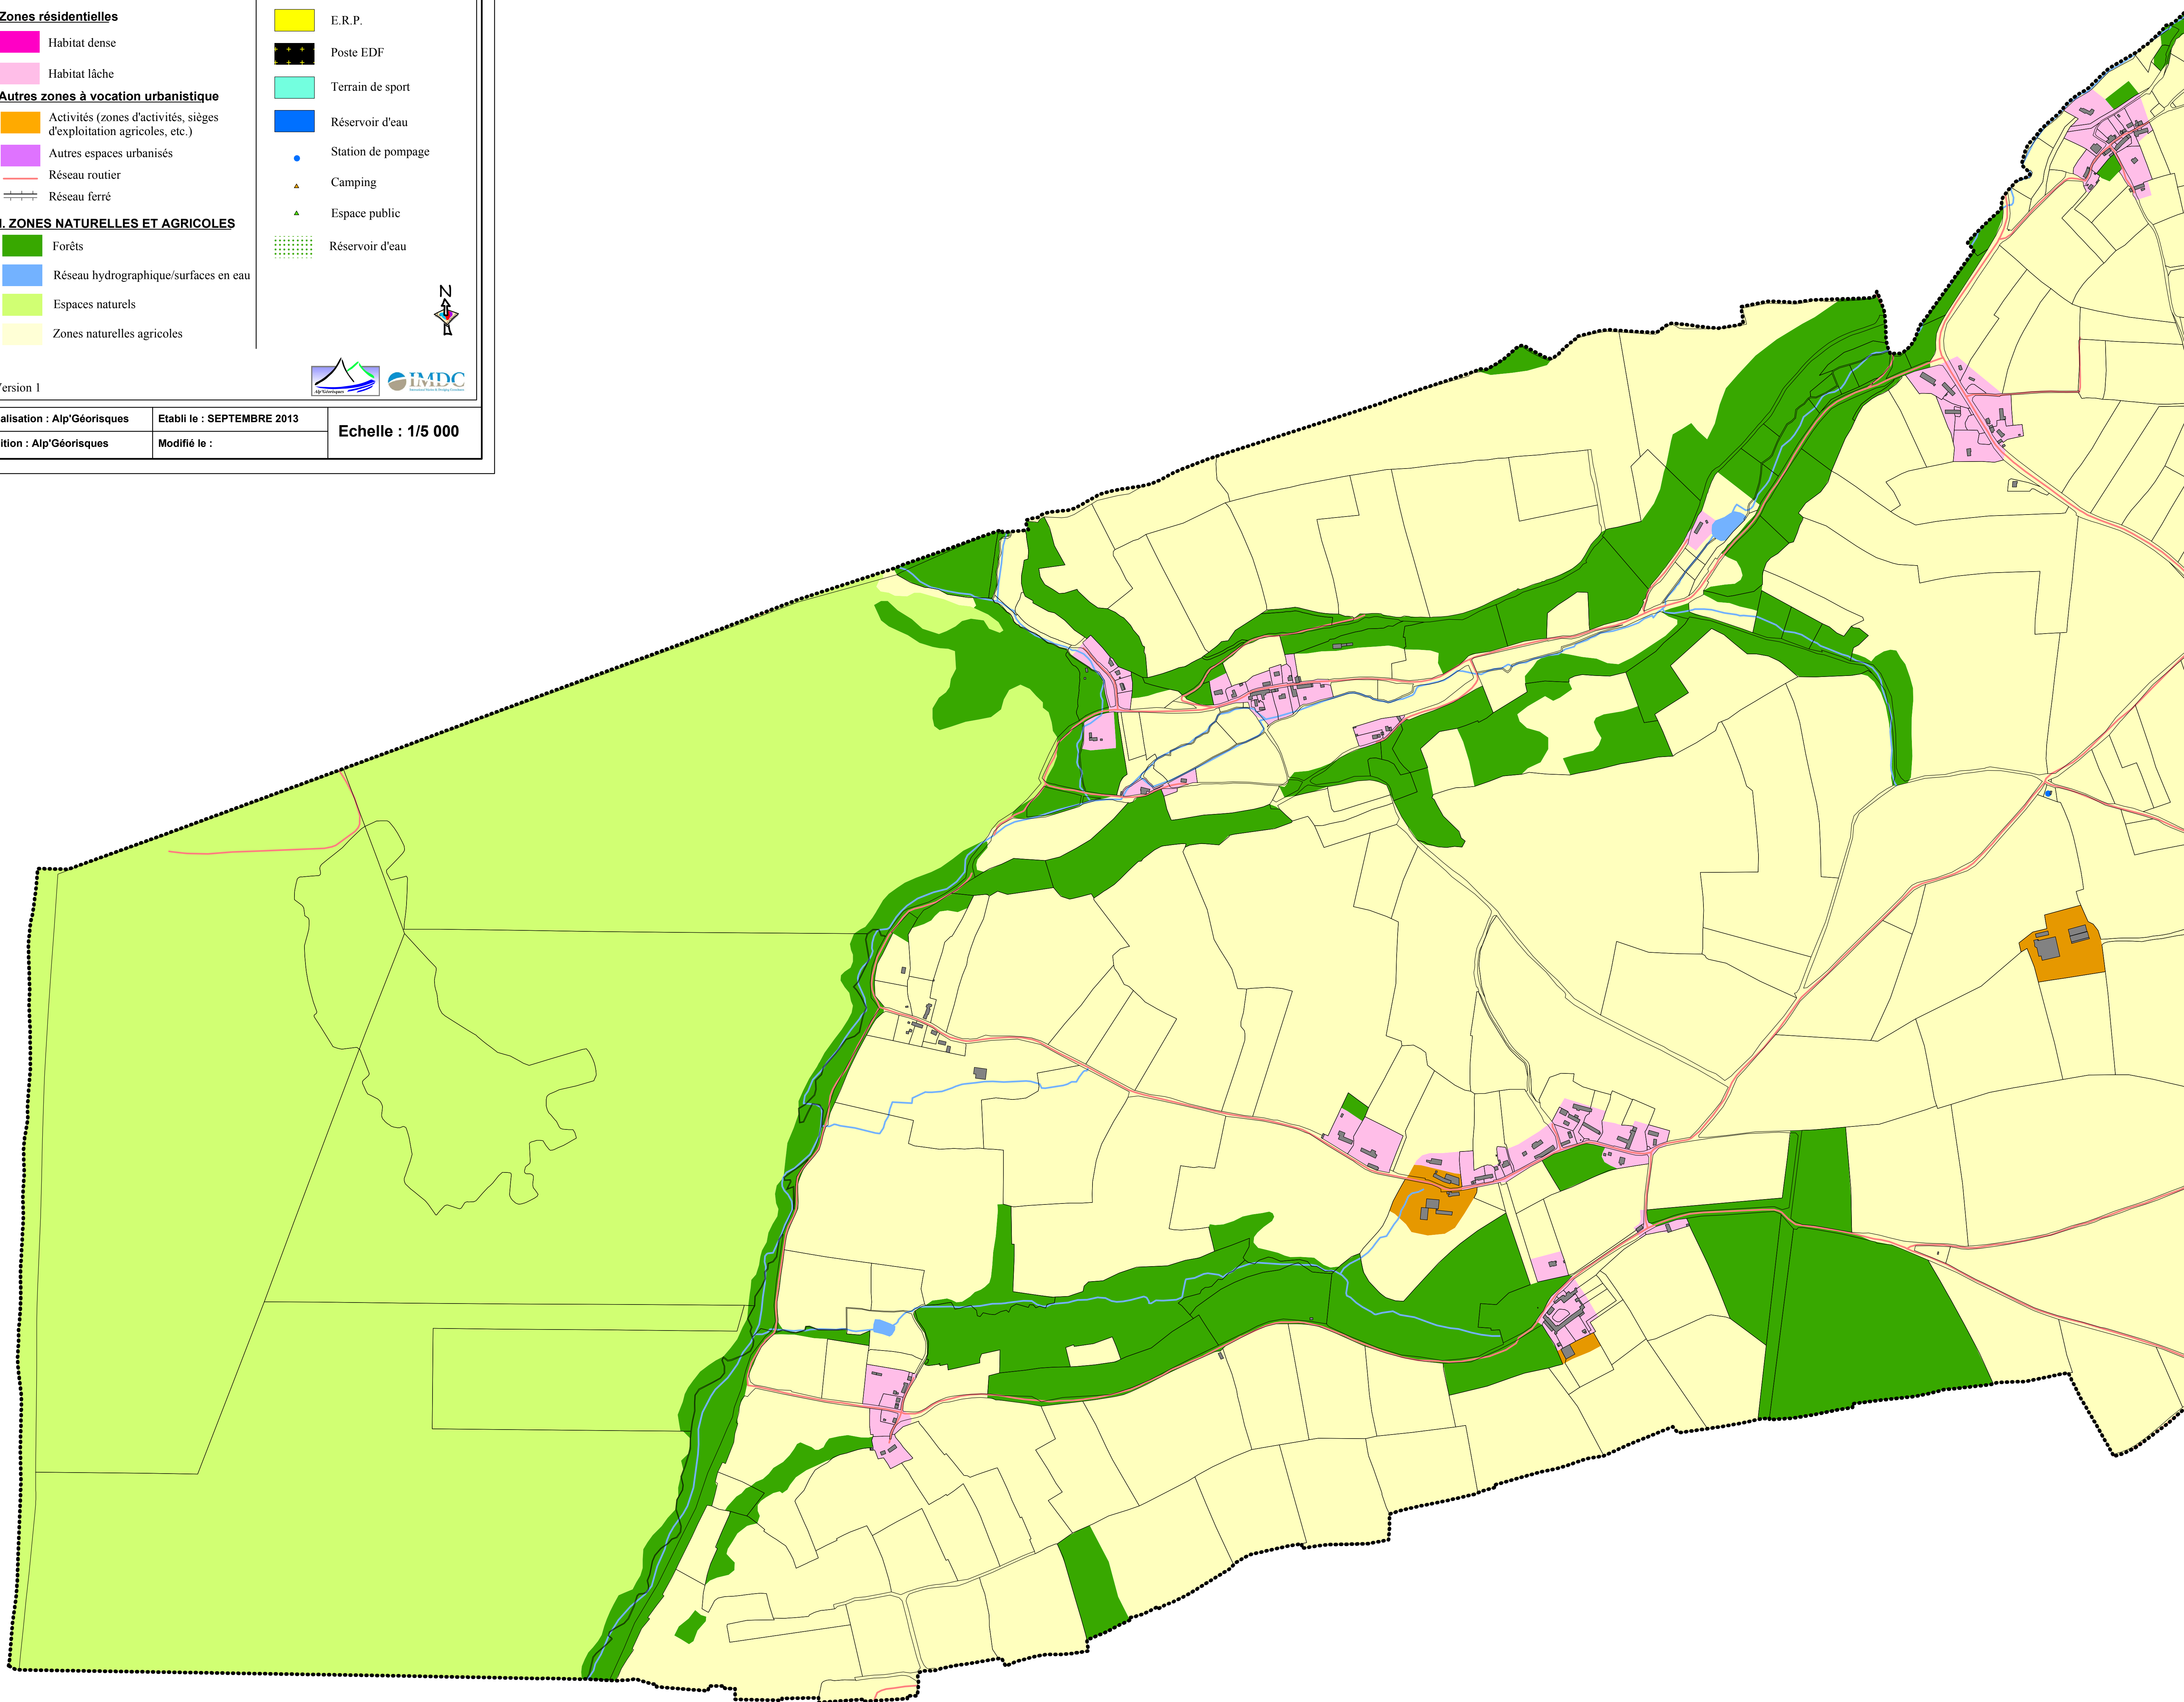 Zones résidentielles
Habitat dense
Habitat lâche
Autres zones à vocation urbanistique
Activités (zones d'activités, sièges
d'exploitation agricoles, etc.)
Autres espaces urbanisés
Réseau routier
Réseau ferré
I. ZONES NATURELLES ET AGRICOLES
Forêts
Réseau hydrographique/surfaces en eau
Espaces naturels
Zones naturelles agricoles
E.R.P.
Poste EDF
Terrain de sport
Réservoir d'eau
Station de pompage
Camping
Espace public
Réservoir d'eau
N
ersion 1
Alp'Géorisques
IMDC
alisation : Alp'Géorisques
Etabli le : SEPTEMBRE 2013
ition : Alp'Géorisques
Modifié le :
Echelle : 1/5 000